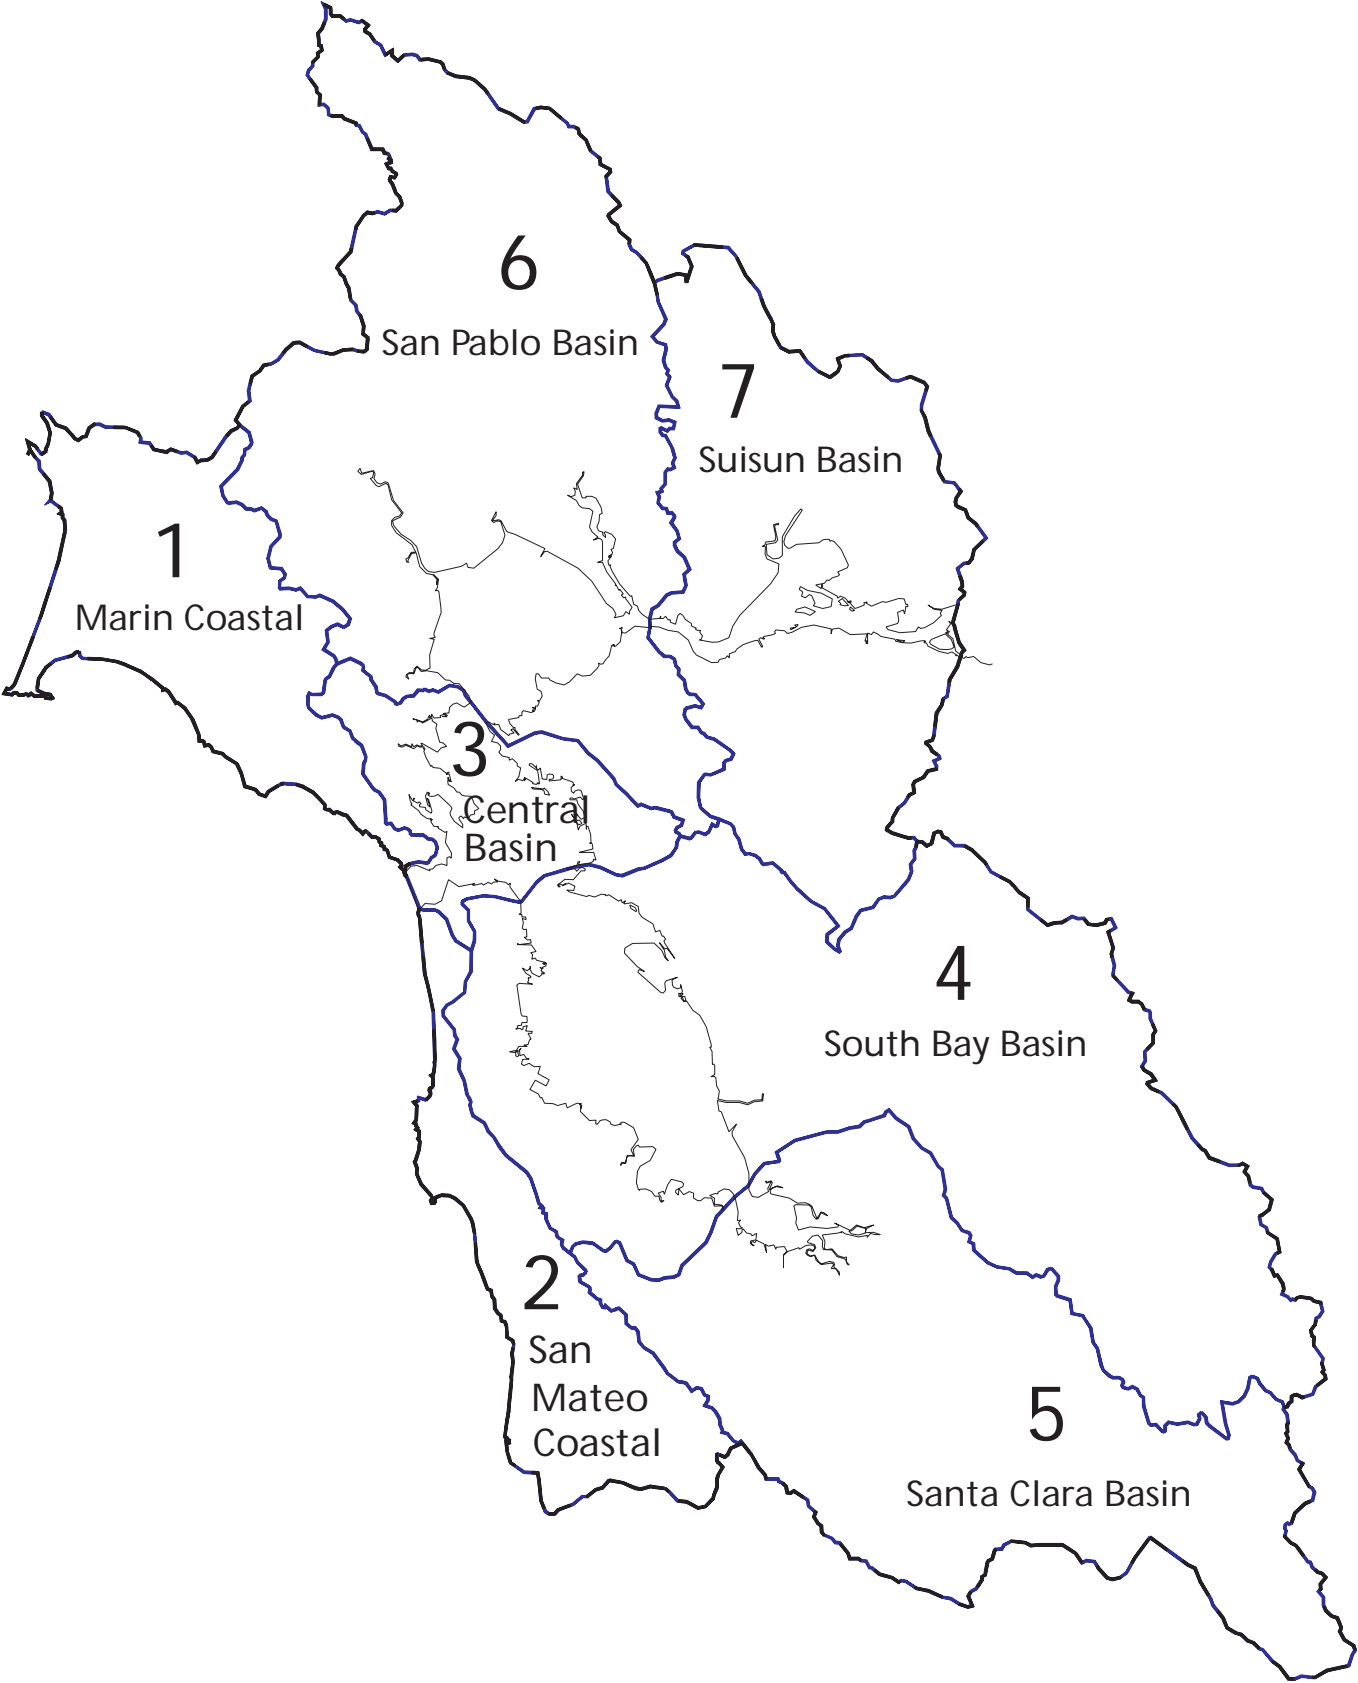 6
San Pablo Basin
7
Suisun Basin
1
Marin Coastal
3
Central
Basin
4
South Bay Basin
2
San
Mateo
Coastal
5
Santa Clara Basin